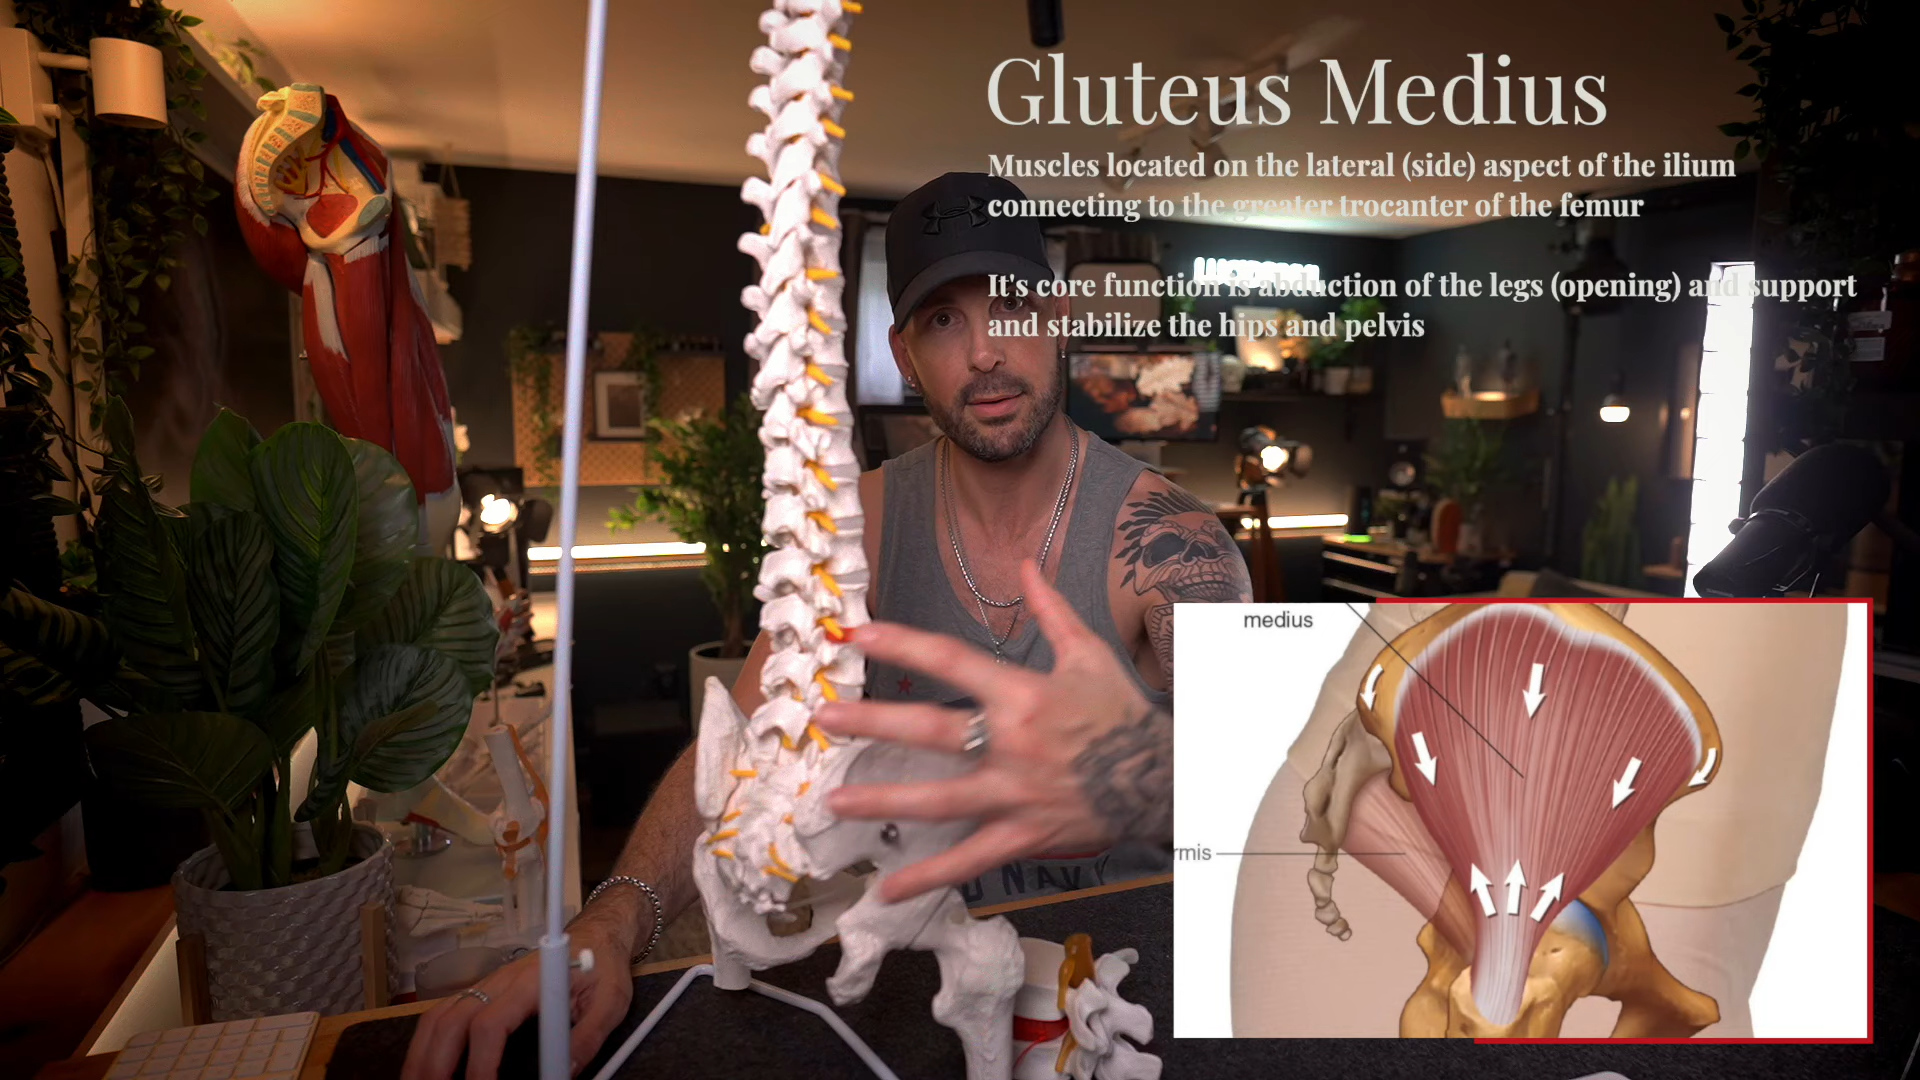 Gluteus Medius
Muscles located on the lateral (side) aspect of the ilium
connecting to the greater trocanter of the femur
It's core function is abduction of the legs (opening) and support
and stabilize the hips and pelvis
medius
rmis
NAVY